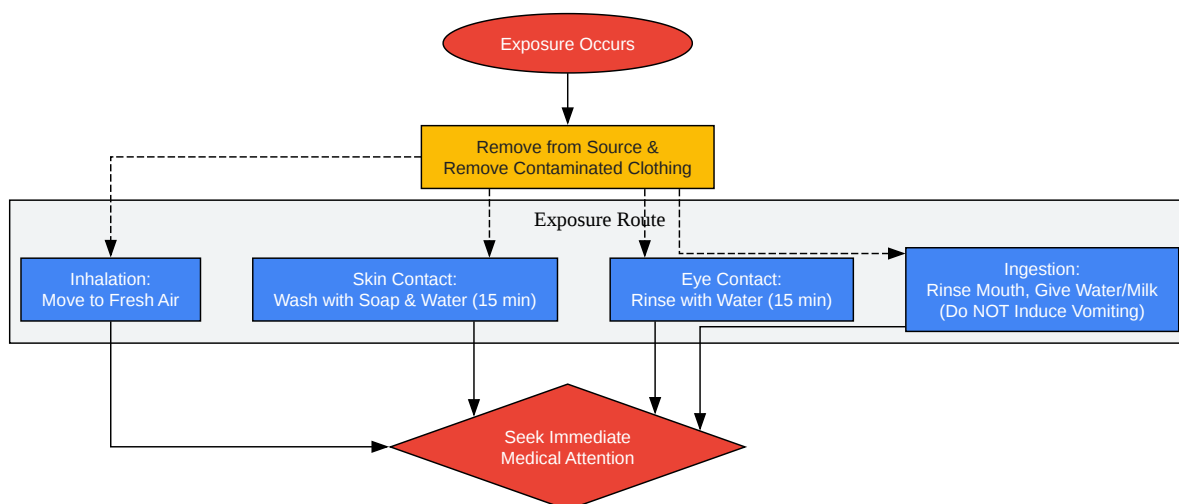 Exposure Occurs
Remove from Source &
Remove Contaminated Clothing
Exposure Route
Inhalation:
Move to Fresh Air
Skin Contact:
Wash with Soap & Water (15 min)
Eye Contact:
Rinse with Water (15 min)
Ingestion:
Rinse Mouth, Give Water/Milk
(Do NOT Induce Vomiting)
Seek Immediate
Medical Attention